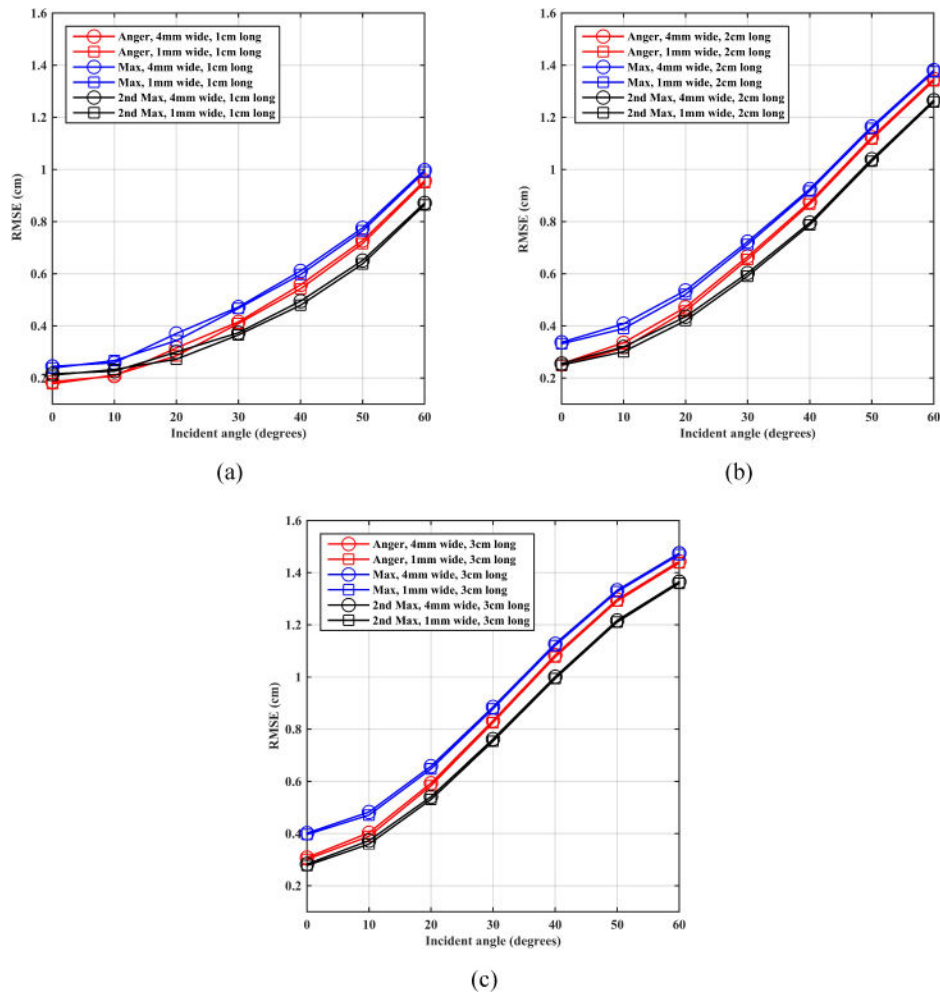 1.6
1.4
1.2
1
0.8
0.6
0.4
0.2
RMSE (cm)
Anger, 4mm wide, 1cm long
Anger, 1mm wide, 1cm long
Max, 4mm wide, 1cm long
Max, 1mm wide, 1cm long
2nd Max, 4mm wide, 1cm long
2nd Max, 1mm wide, 1cm long
0 10 20 30 40 50 60
Incident angle (degrees)
(a)
1.6
1.4
1.2
1
0.8
0.6
0.4
0.2
RMSE (cm)
Anger, 4mm wide, 2cm long
Anger, 1mm wide, 2cm long
Max, 4mm wide, 2cm long
Max, 1mm wide, 2cm long
2nd Max, 4mm wide, 2cm long
2nd Max, 1mm wide, 2cm long
0 10 20 30 40 50 60
Incident angle (degrees)
(b)
1.6
1.4
1.2
1
0.8
0.6
0.4
0.2
RMSE (cm)
Anger, 4mm wide, 3cm long
Anger, 1mm wide, 3cm long
Max, 4mm wide, 3cm long
Max, 1mm wide, 3cm long
2nd Max, 4mm wide, 3cm long
2nd Max, 1mm wide, 3cm long
0 10 20 30 40 50 60
Incident angle (degrees)
(c)